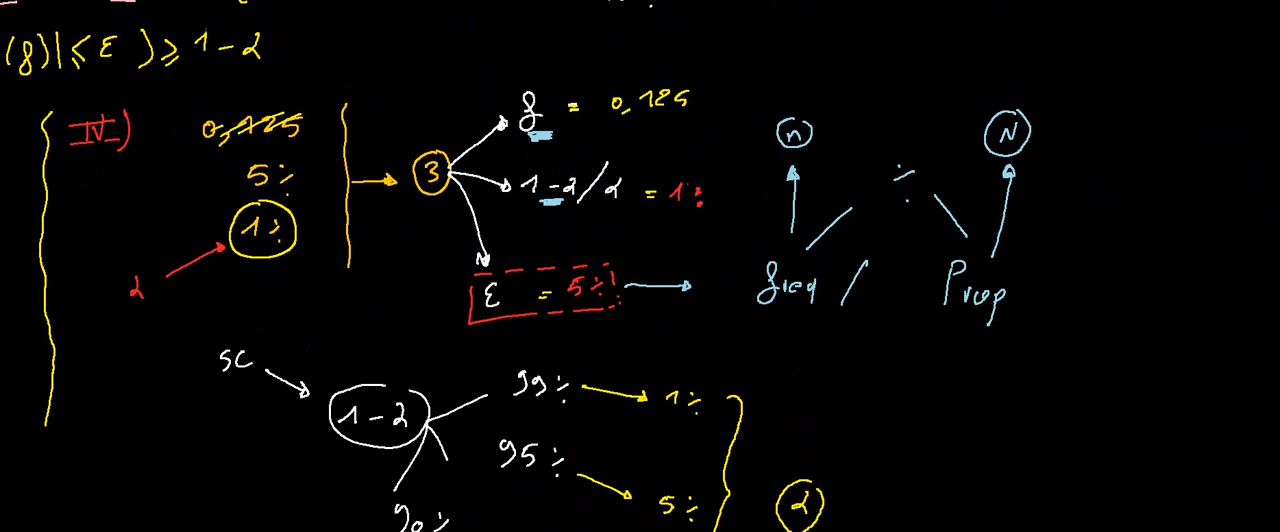 (f)| ≤ ε ) ≥ 1 - α
IV)
0,125
5%
1%
α
3
f = 0,125
1-α/α = 1%
ε = 5%
n
N
%
freq /
Prop
SC
1-α
99%
1%
95%
5%
90%
α